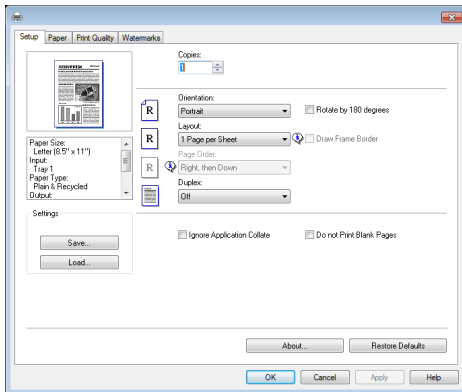 Setup
Paper
Print Quality
Watermarks
Copies:
1
Orientation:
R
Portrait
Rotate by 180 degrees
Layout:
R
1 Page per Sheet
Draw Frame Border
Page Order:
R
Right, then Down
Duplex:
Off
Paper Size:
Letter (8.5" x 11")
Input:
Tray 1
Paper Type:
Plain & Recycled
Output:
Settings
Save...
Load...
Ignore Application Collate
Do not Print Blank Pages
About...
Restore Defaults
OK
Cancel
Apply
Help